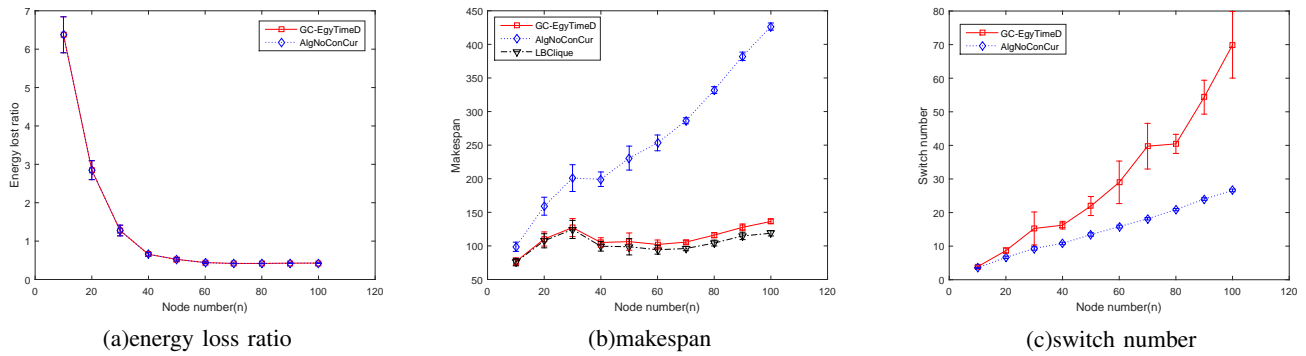 7
6
5
4
3
2
1
0
Energy lost ratio
GC-EgyTimeD
AlgNoConCur
0 20 40 60 80 100 120
Node number(n)
(a)energy loss ratio
450
400
350
300
250
200
150
100
50
Makespan
GC-EgyTimeD
AlgNoConCur
LBClique
0 20 40 60 80 100 120
Node number(n)
(b)makespan
80
70
60
50
40
30
20
10
0
Switch number
GC-EgyTimeD
AlgNoConCur
0 20 40 60 80 100 120
Node number(n)
(c)switch number